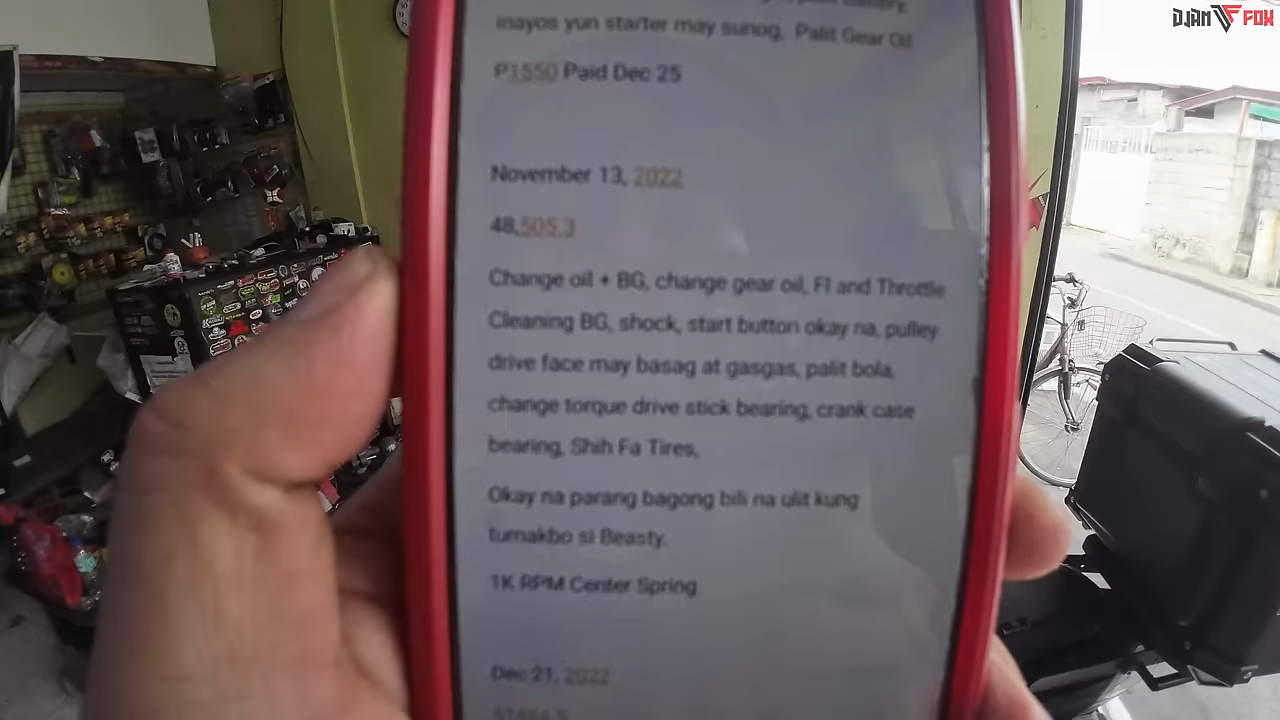 DJAN FOX
inayos yun starter may sunog, Palit Gear Oil
P1550 Paid Dec 25
November 13, 2022
48,505.3
Change oil + BG, change gear oil, FI and Throttle
Cleaning BG, shock, start button okay na, pulley
drive face may basag at gasgas, palit bola,
change torque drive stick bearing, crank case
bearing, Shih Fa Tires,
Okay na parang bagong bili na ulit kung
tumakbo si Beasty.
1K RPM Center Spring
Dec 21, 2022